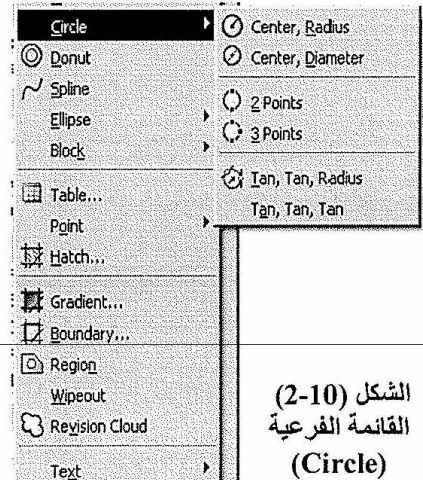 Circle
Donut
Spline
Ellipse
Block
Table...
Point
Hatch...
Gradient...
Boundary...
Region
Wipeout
Revision Cloud
Text
Center, Radius
Center, Diameter
2 Points
3 Points
Tan, Tan, Radius
Tan, Tan, Tan
الشكل (10-2)
القائمة الفرعية
(Circle)